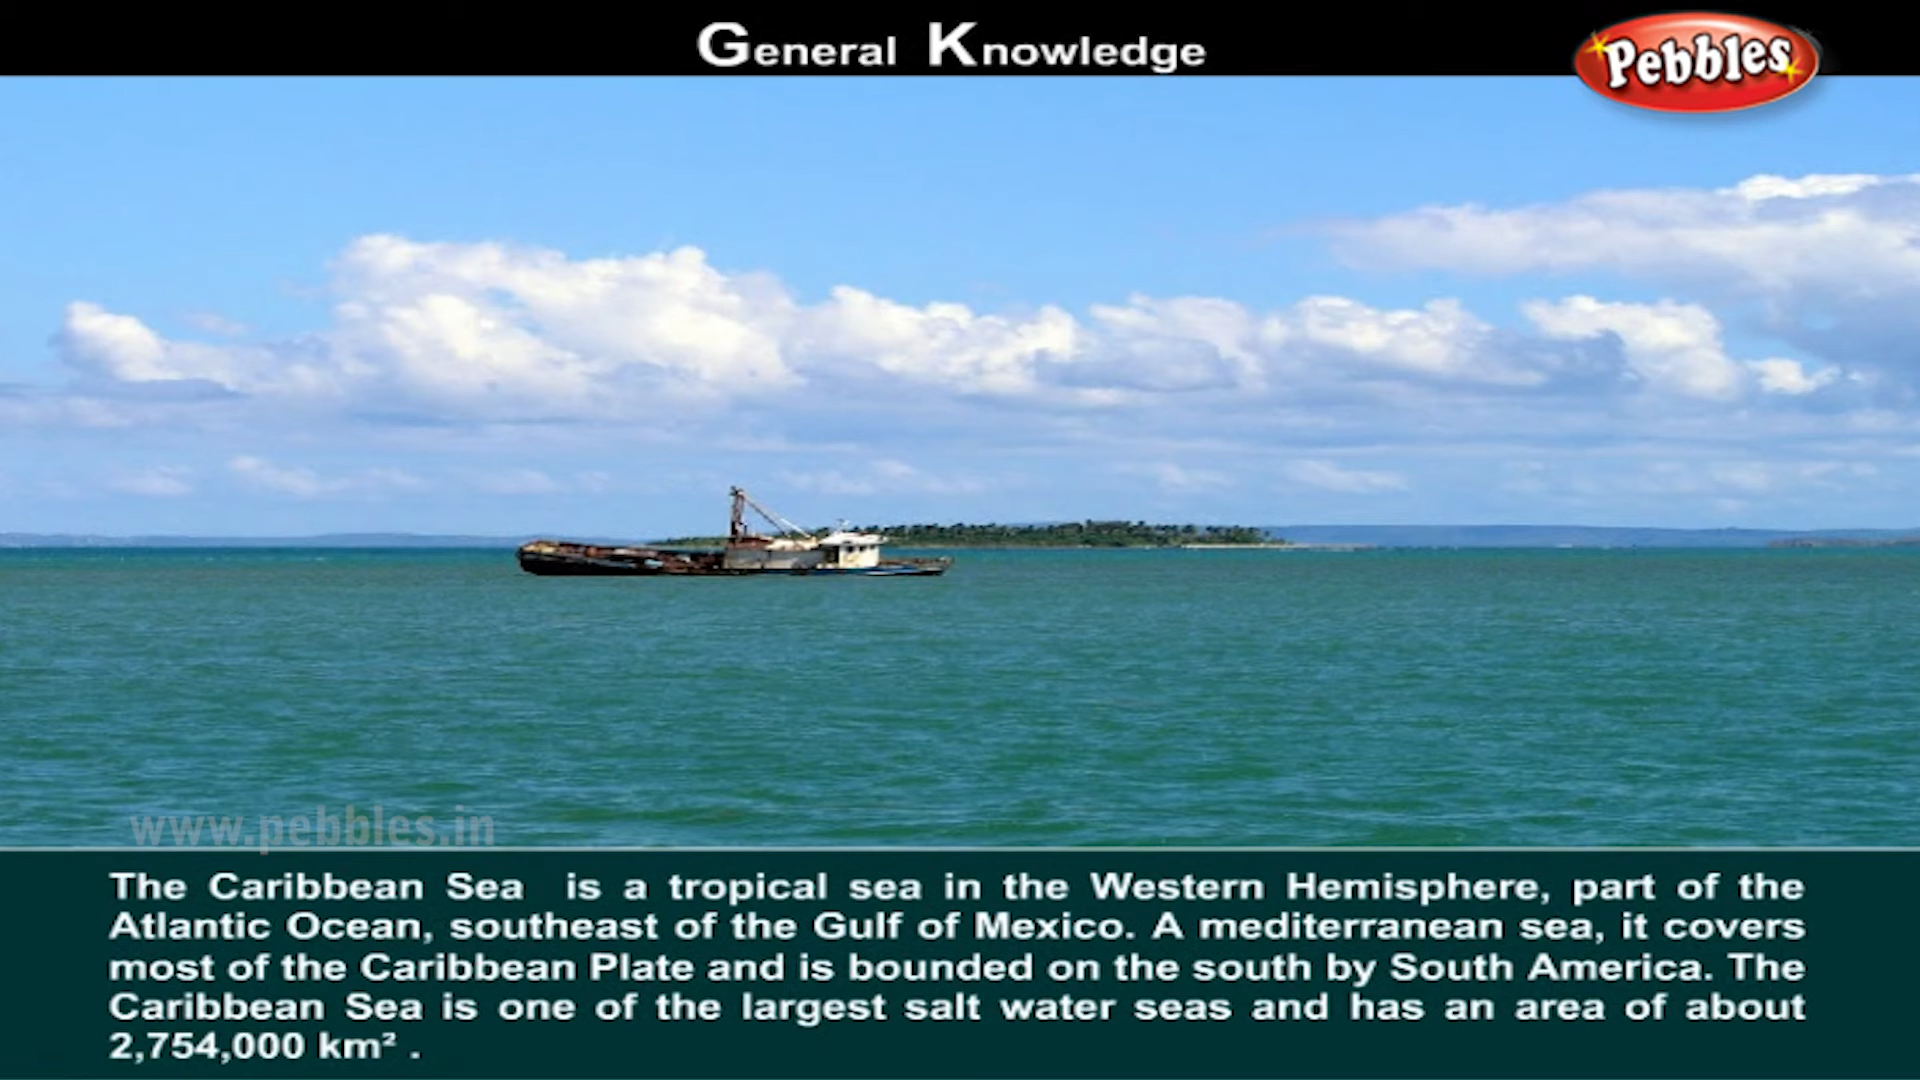 General Knowledge
Pebbles
www.pebbles.in
The Caribbean Sea is a tropical sea in the Western Hemisphere, part of the
Atlantic Ocean, southeast of the Gulf of Mexico. A mediterranean sea, it covers
most of the Caribbean Plate and is bounded on the south by South America. The
Caribbean Sea is one of the largest salt water seas and has an area of about
2,754,000 km² .